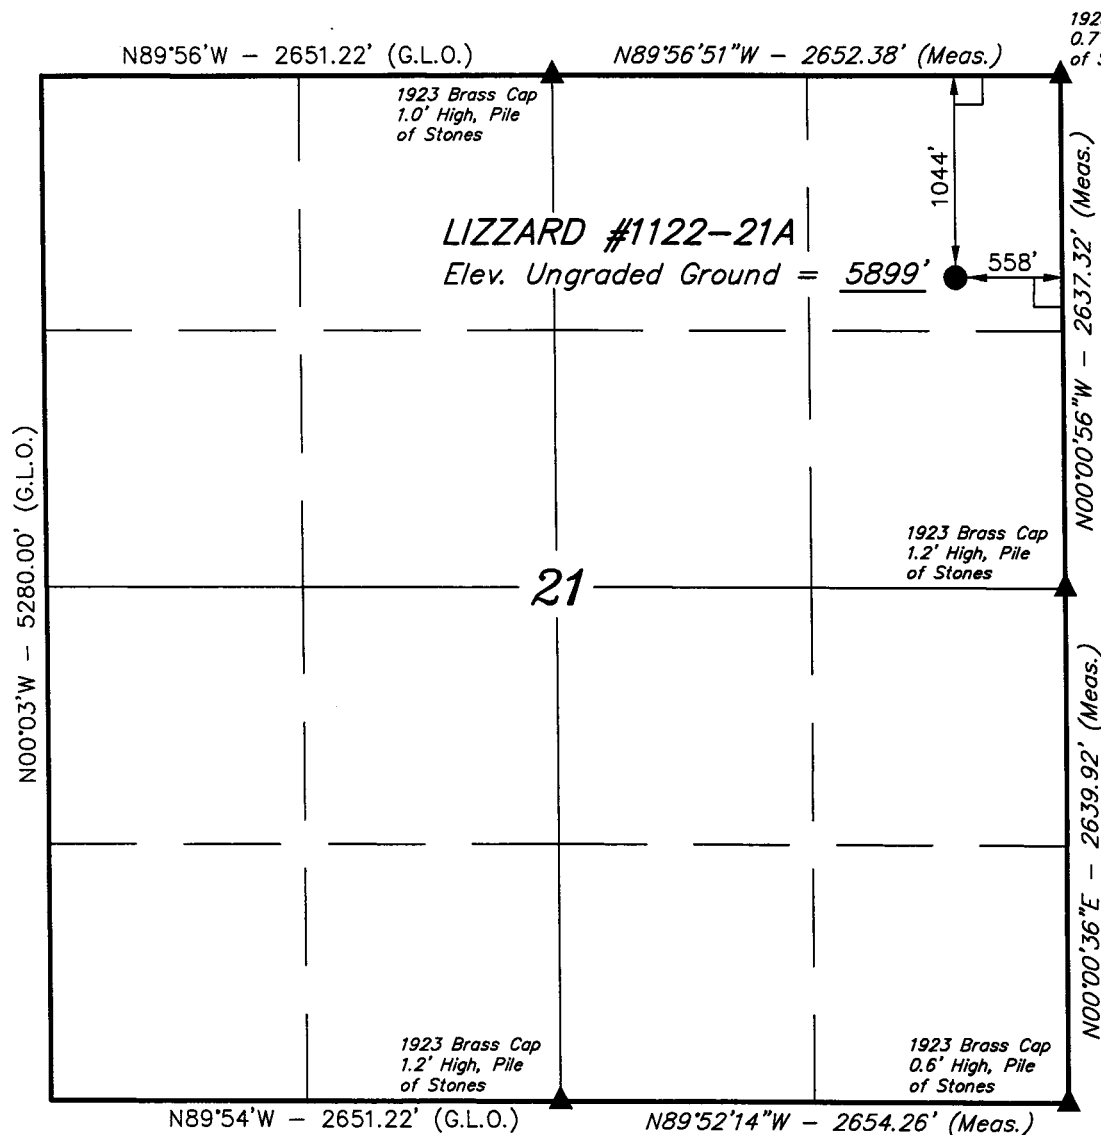 192
0.7
of S
N89°56'W – 2651.22' (G.L.O.)
N89°56'51"W – 2652.38' (Meas.)
1923 Brass Cap
1.0' High, Pile
of Stones
1044'
LIZZARD #1122-21A
Elev. Ungraded Ground = 5899'
558'
N00°00'56"W – 2637.32' (Meas.)
N00°03'W – 5280.00' (G.L.O.)
1923 Brass Cap
1.2' High, Pile
of Stones
21
N00°00'36"E – 2639.92' (Meas.)
1923 Brass Cap
1.2' High, Pile
of Stones
1923 Brass Cap
0.6' High, Pile
of Stones
N89°54'W – 2651.22' (G.L.O.)
N89°52'14"W – 2654.26' (Meas.)